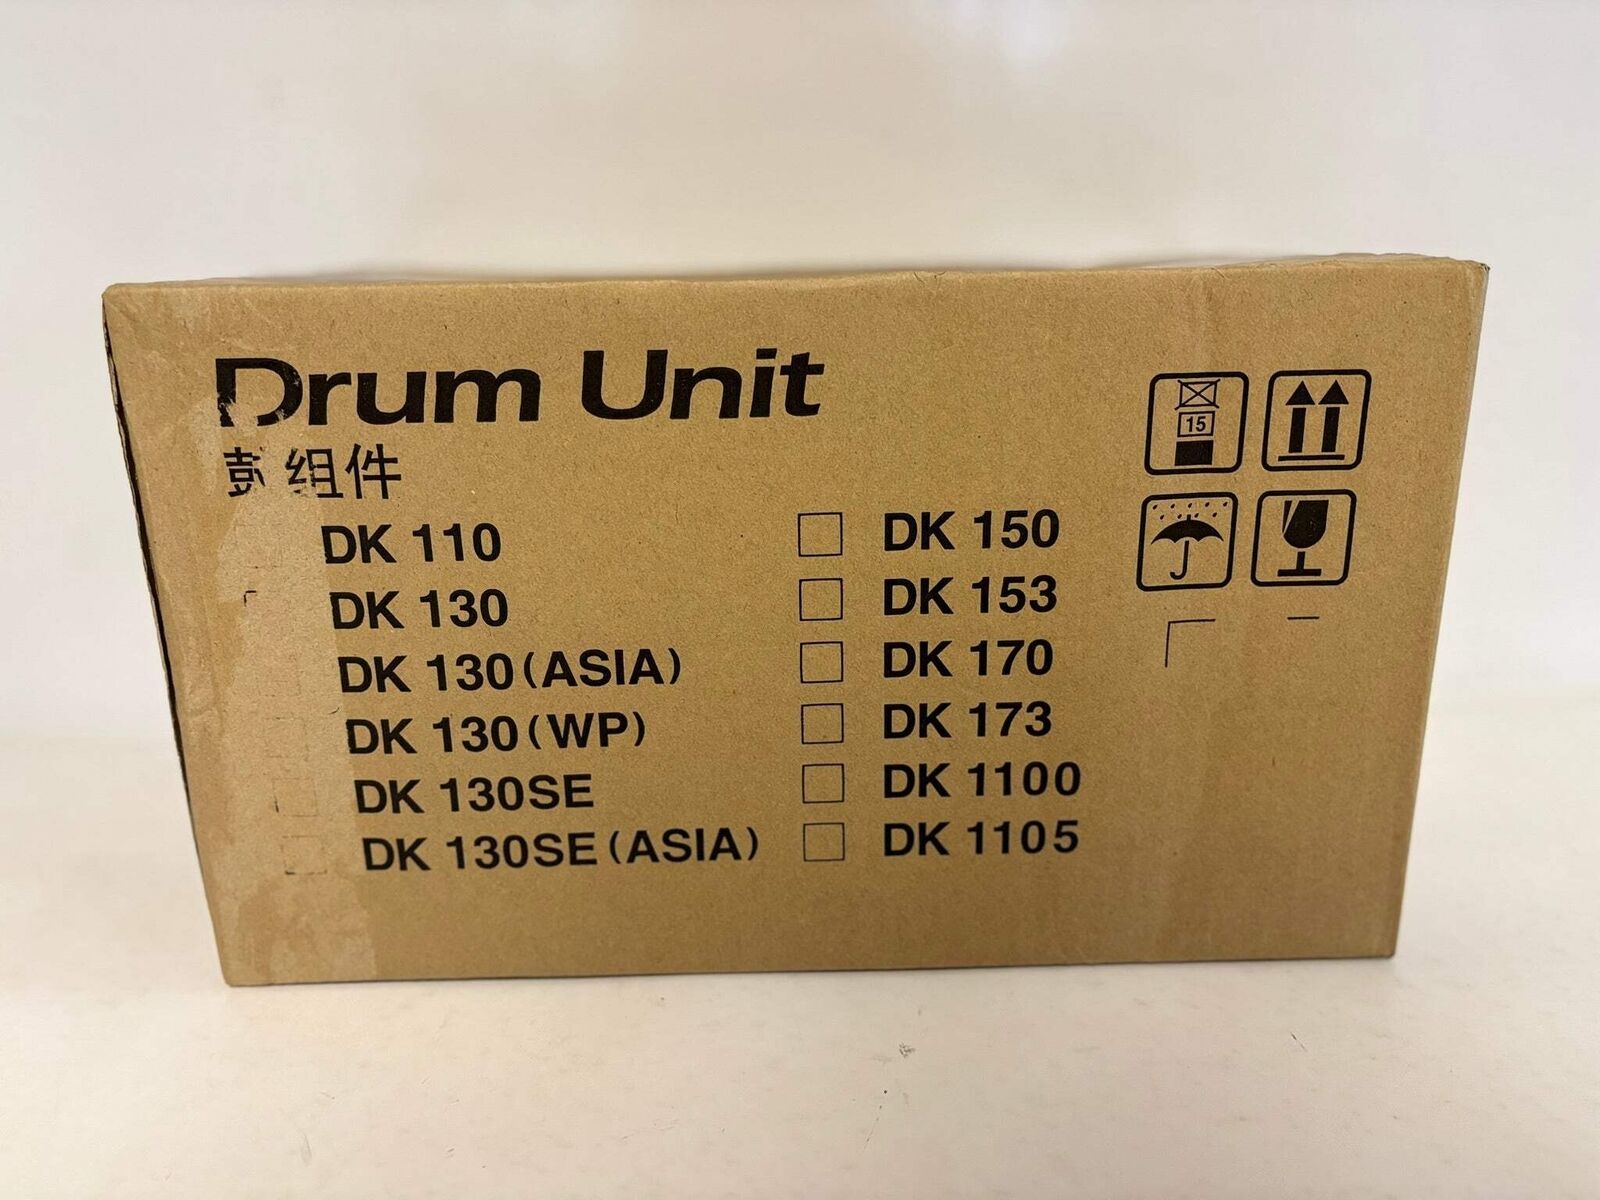 Drum Unit
鼓组件
15
DK 110
DK 150
DK 130
DK 153
DK 130(ASIA)
DK 170
DK 130(WP)
DK 173
DK 130SE
DK 1100
DK 130SE(ASIA)
DK 1105